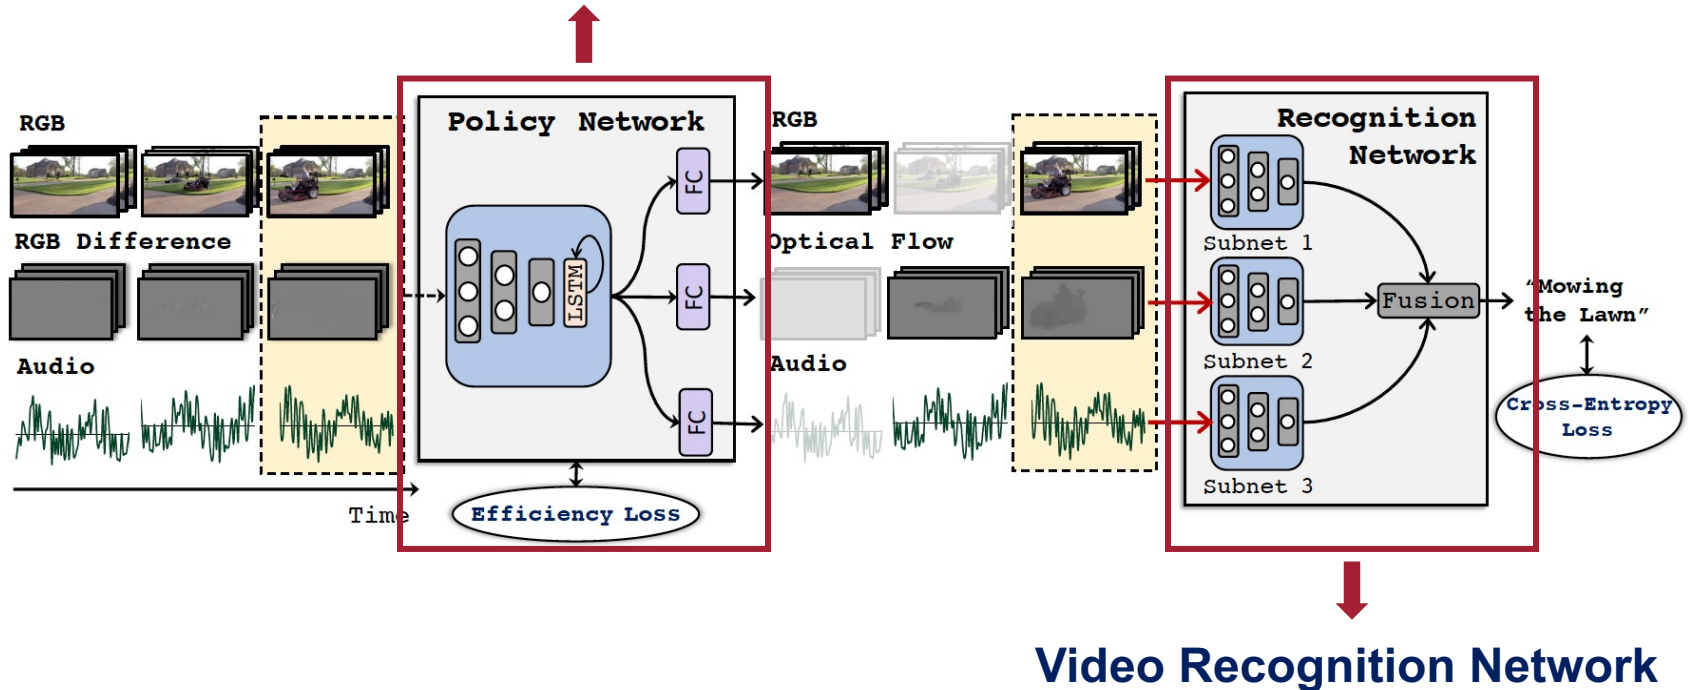 RGB
RGB Difference
Audio
Time
Policy Network
LSTM
FC
FC
FC
Efficiency Loss
RGB
Optical Flow
Audio
Recognition
Network
Subnet 1
Subnet 2
Subnet 3
Fusion
“Mowing
the Lawn”
Cross-Entropy
Loss
Video Recognition Network